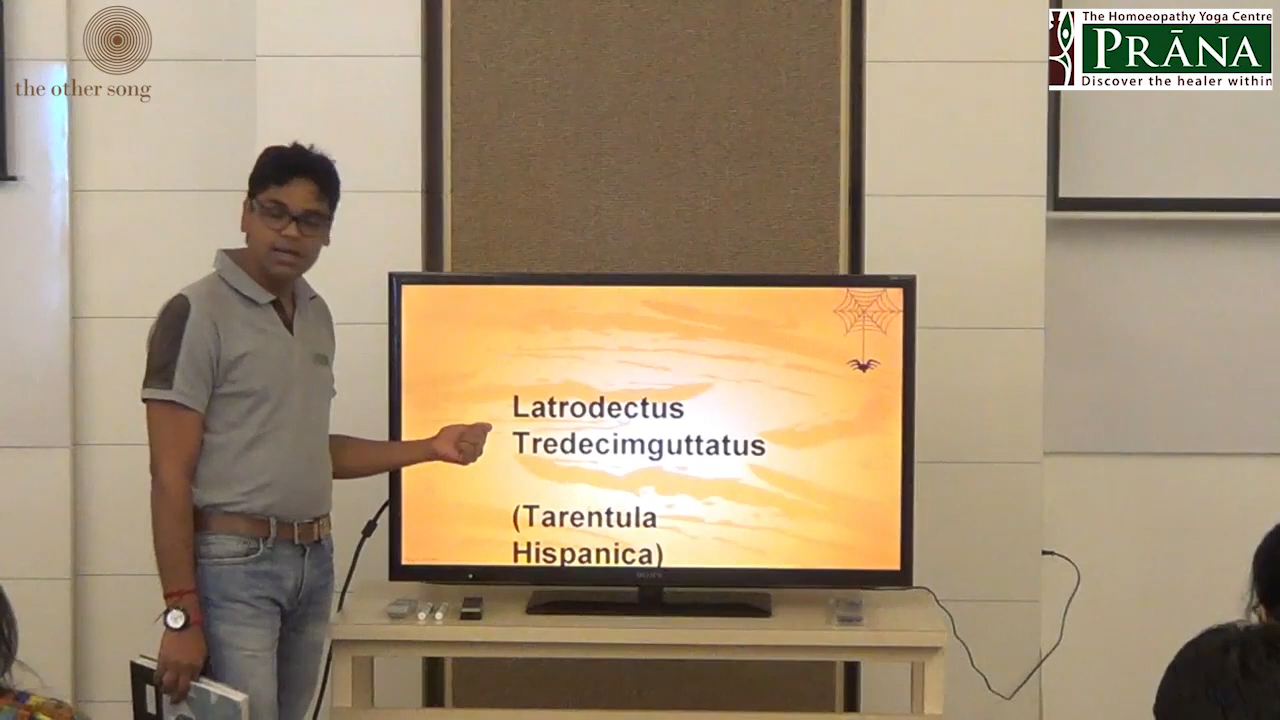 the other song
The Homoeopathy Yoga Centre
PRĀNA
Discover the healer within
Latrodectus
Tredecimguttatus
(Tarentula
Hispanica)
SONY